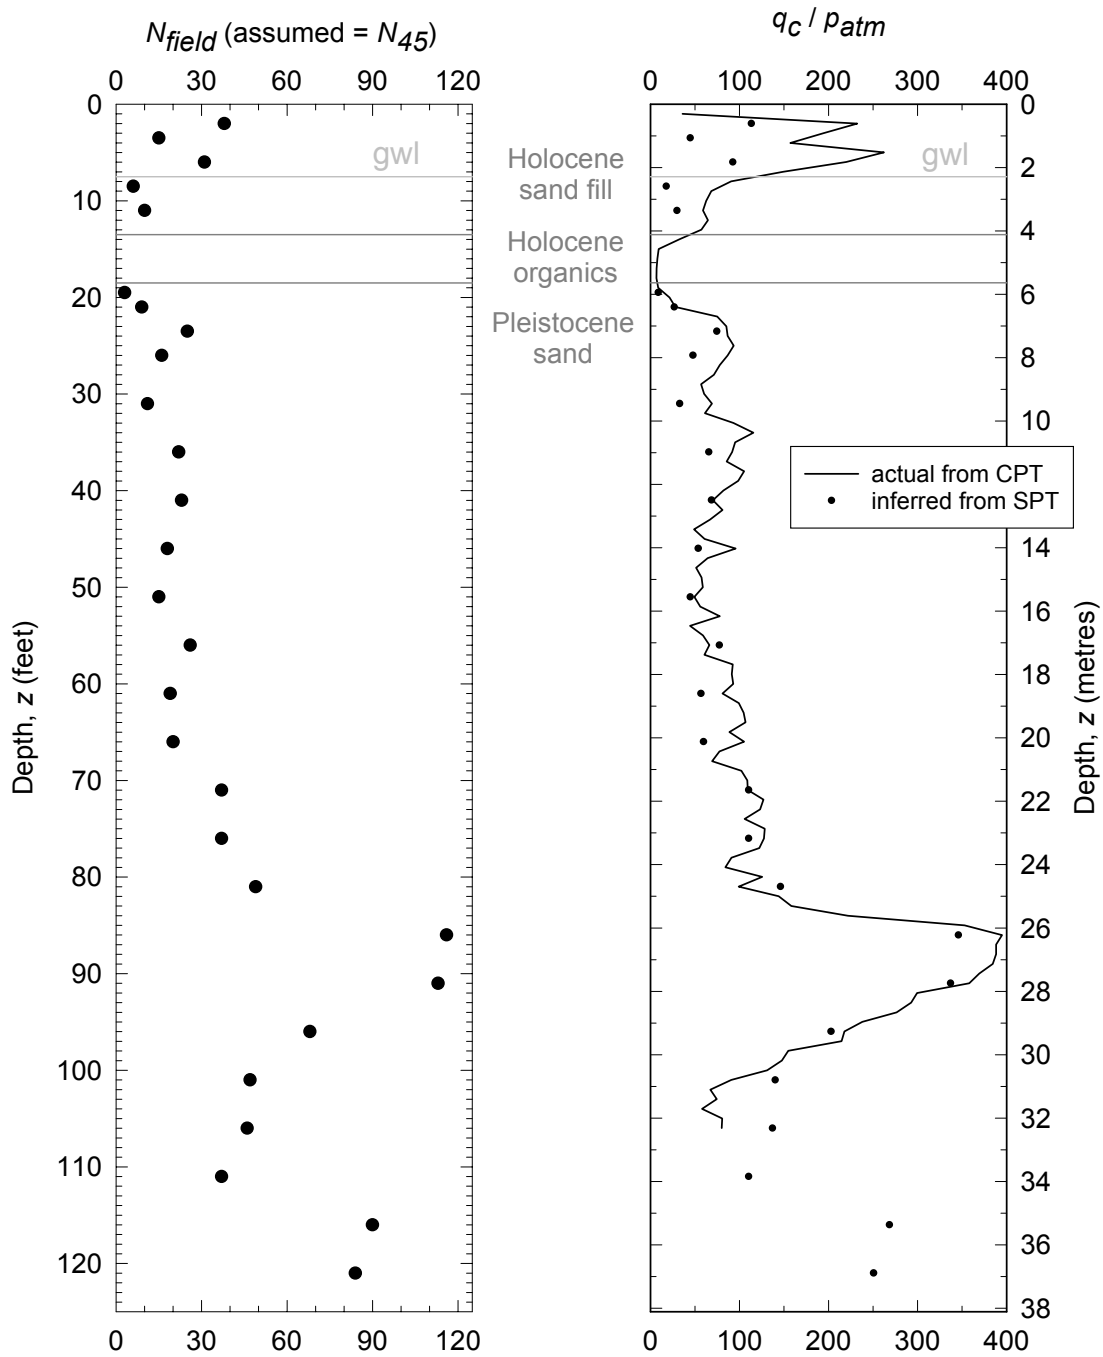 N_field (assumed = N_45)
q_c / p_atm
0 30 60 90 120
0 100 200 300 400
0
10
20
30
40
50
60
70
80
90
100
110
120
Depth, z (feet)
gwl
Holocene
sand fill
Holocene
organics
Pleistocene
sand
gwl
actual from CPT
inferred from SPT
0
2
4
6
8
10
14
16
18
20
22
24
26
28
30
32
34
36
38
Depth, z (metres)
0 30 60 90 120
0 100 200 300 400